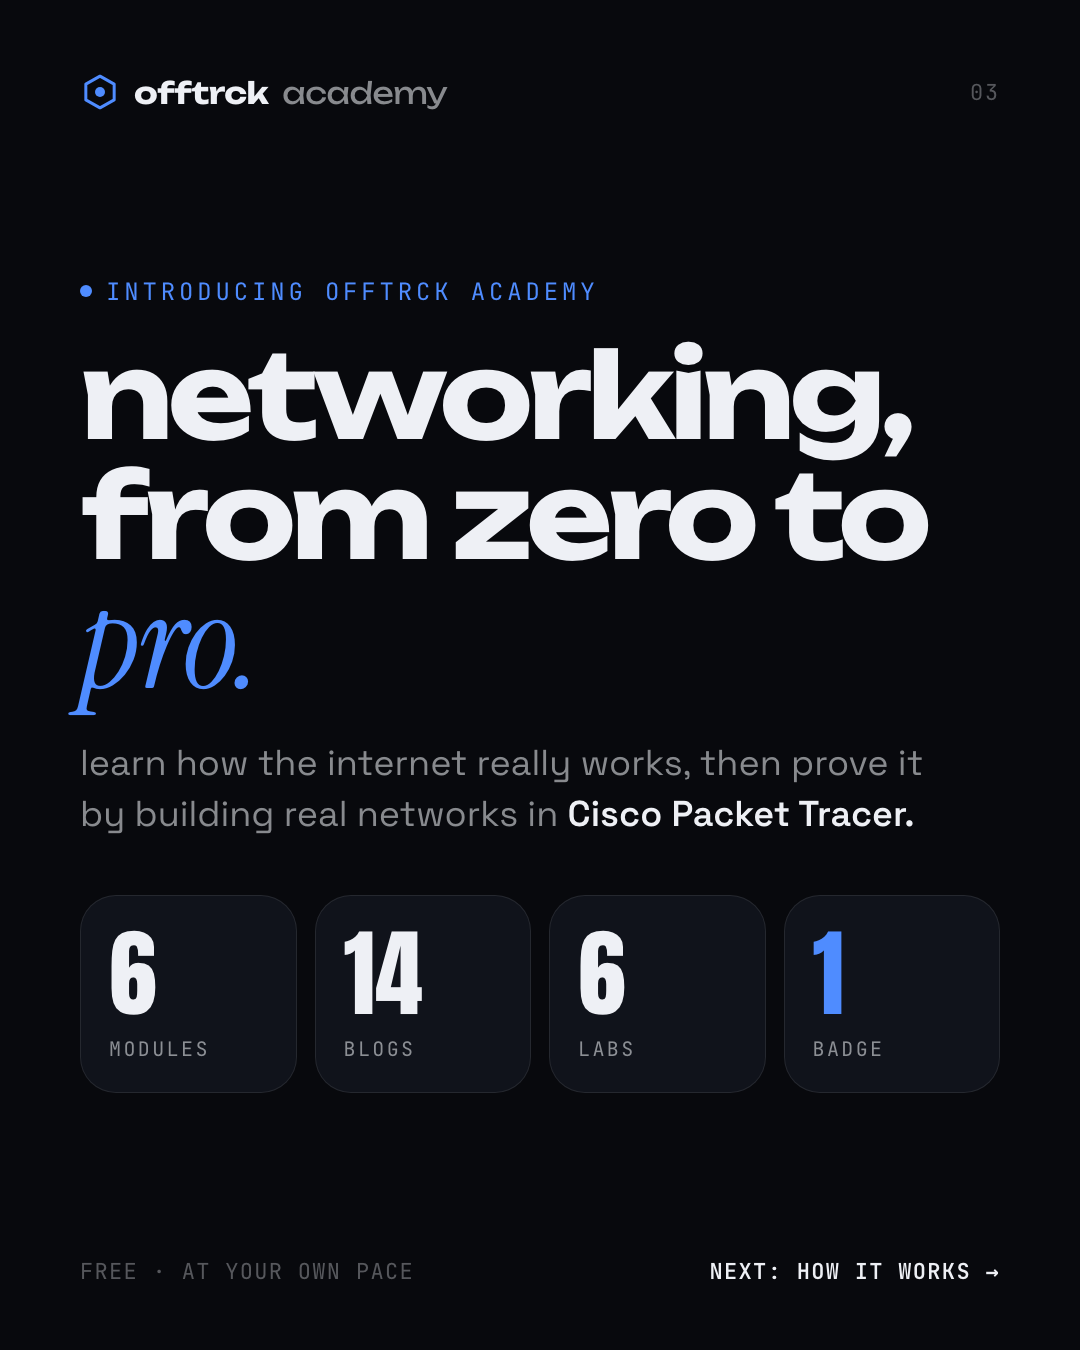 offtrck academy
03
INTRODUCING OFFTRCK ACADEMY
networking,
from zero to
pro.
learn how the internet really works, then prove it
by building real networks in Cisco Packet Tracer.
6
MODULES
14
BLOGS
6
LABS
1
BADGE
FREE · AT YOUR OWN PACE
NEXT: HOW IT WORKS →